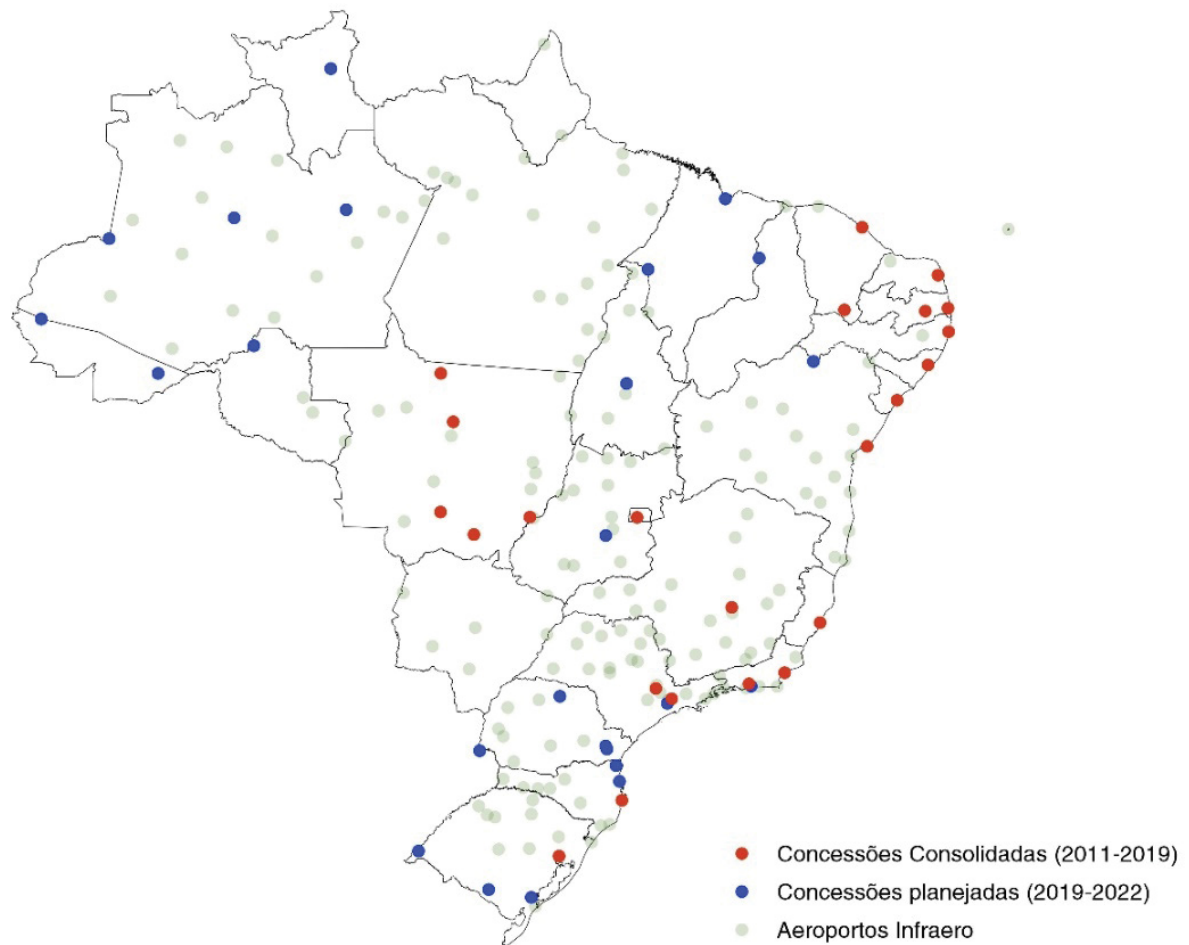 Concessões Consolidadas (2011-2019)
Concessões planejadas (2019-2022)
Aeroportos Infraero